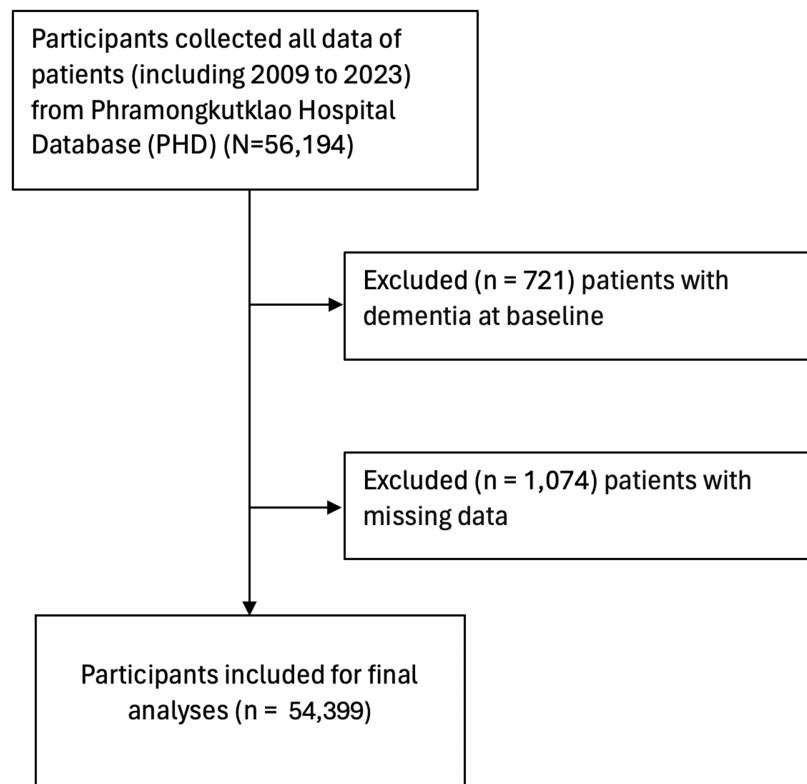 Participants collected all data of
patients (including 2009 to 2023)
from Phramongkutklao Hospital
Database (PHD) (N=56,194)
Excluded (n = 721) patients with
dementia at baseline
Excluded (n = 1,074) patients with
missing data
Participants included for final
analyses (n =  54,399)